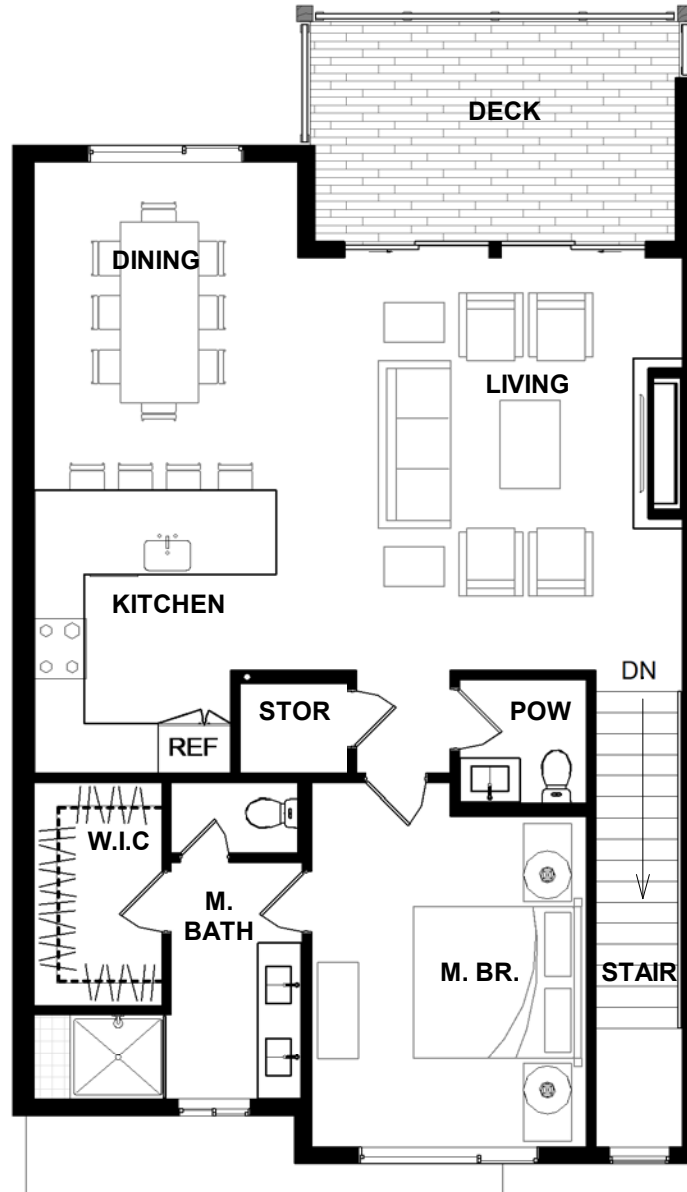 DECK
DINING
LIVING
KITCHEN
DN
STOR
POW
REF
W.I.C
M.
BATH
M. BR.
STAIR